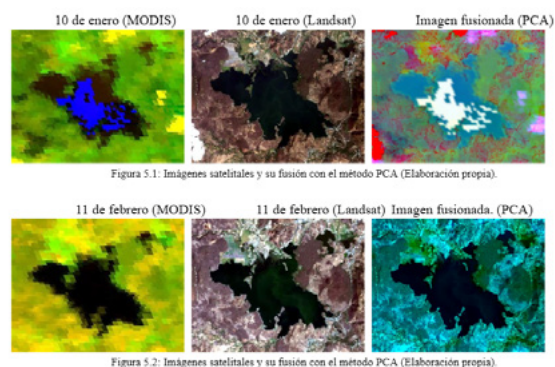 10 de enero (MODIS) 10 de enero (Landsat) Imagen fusionada (PCA)
Figura 5.1: Imágenes satelitales y su fusión con el método PCA (Elaboración propia).
11 de febrero (MODIS) 11 de febrero (Landsat) Imagen fusionada. (PCA)
Figura 5.2: Imágenes satelitales y su fusión con el método PCA (Elaboración propia).